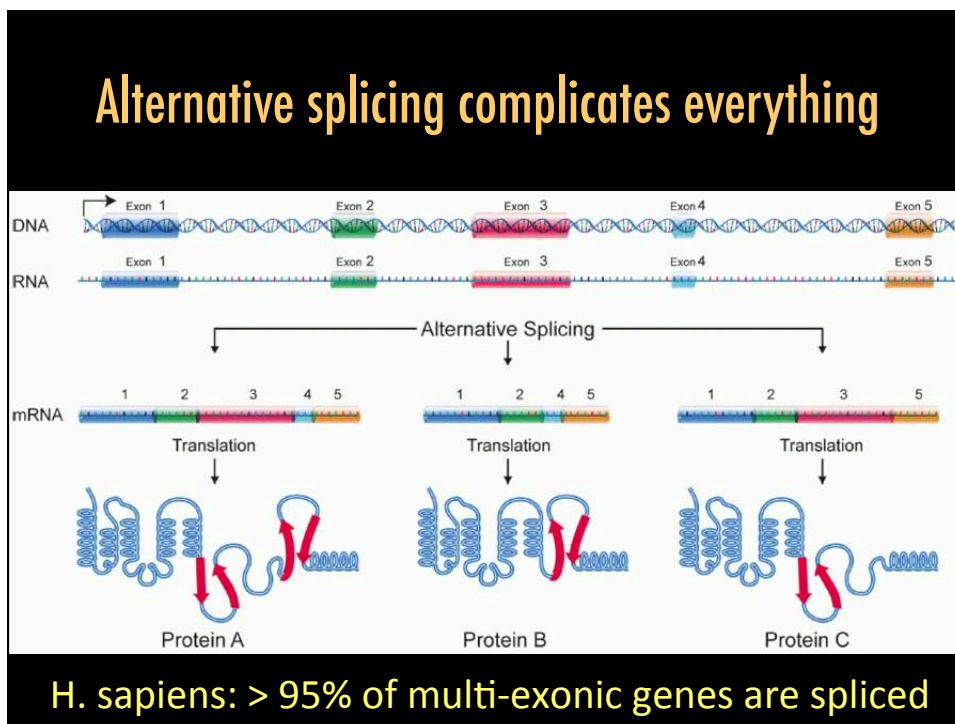 Alternative splicing complicates everything
Exon 1 Exon 2 Exon 3 Exon 4 Exon 5
DNA
Exon 1 Exon 2 Exon 3 Exon 4 Exon 5
RNA
Alternative Splicing
1 2 3 4 5 1 2 4 5 1 2 3 5
mRNA
Translation Translation Translation
Protein A Protein B Protein C
H. sapiens: > 95% of multi-exonic genes are spliced